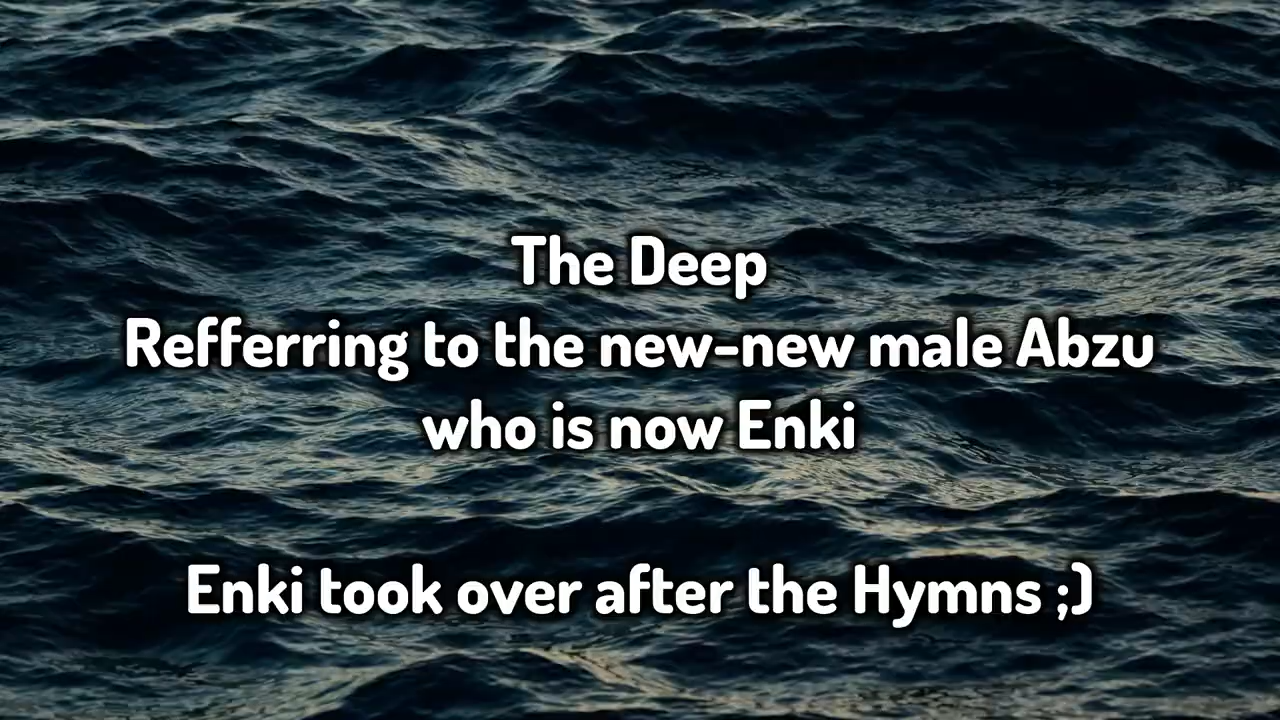 The Deep
Refferring to the new-new male Abzu
who is now Enki
Enki took over after the Hymns ;)